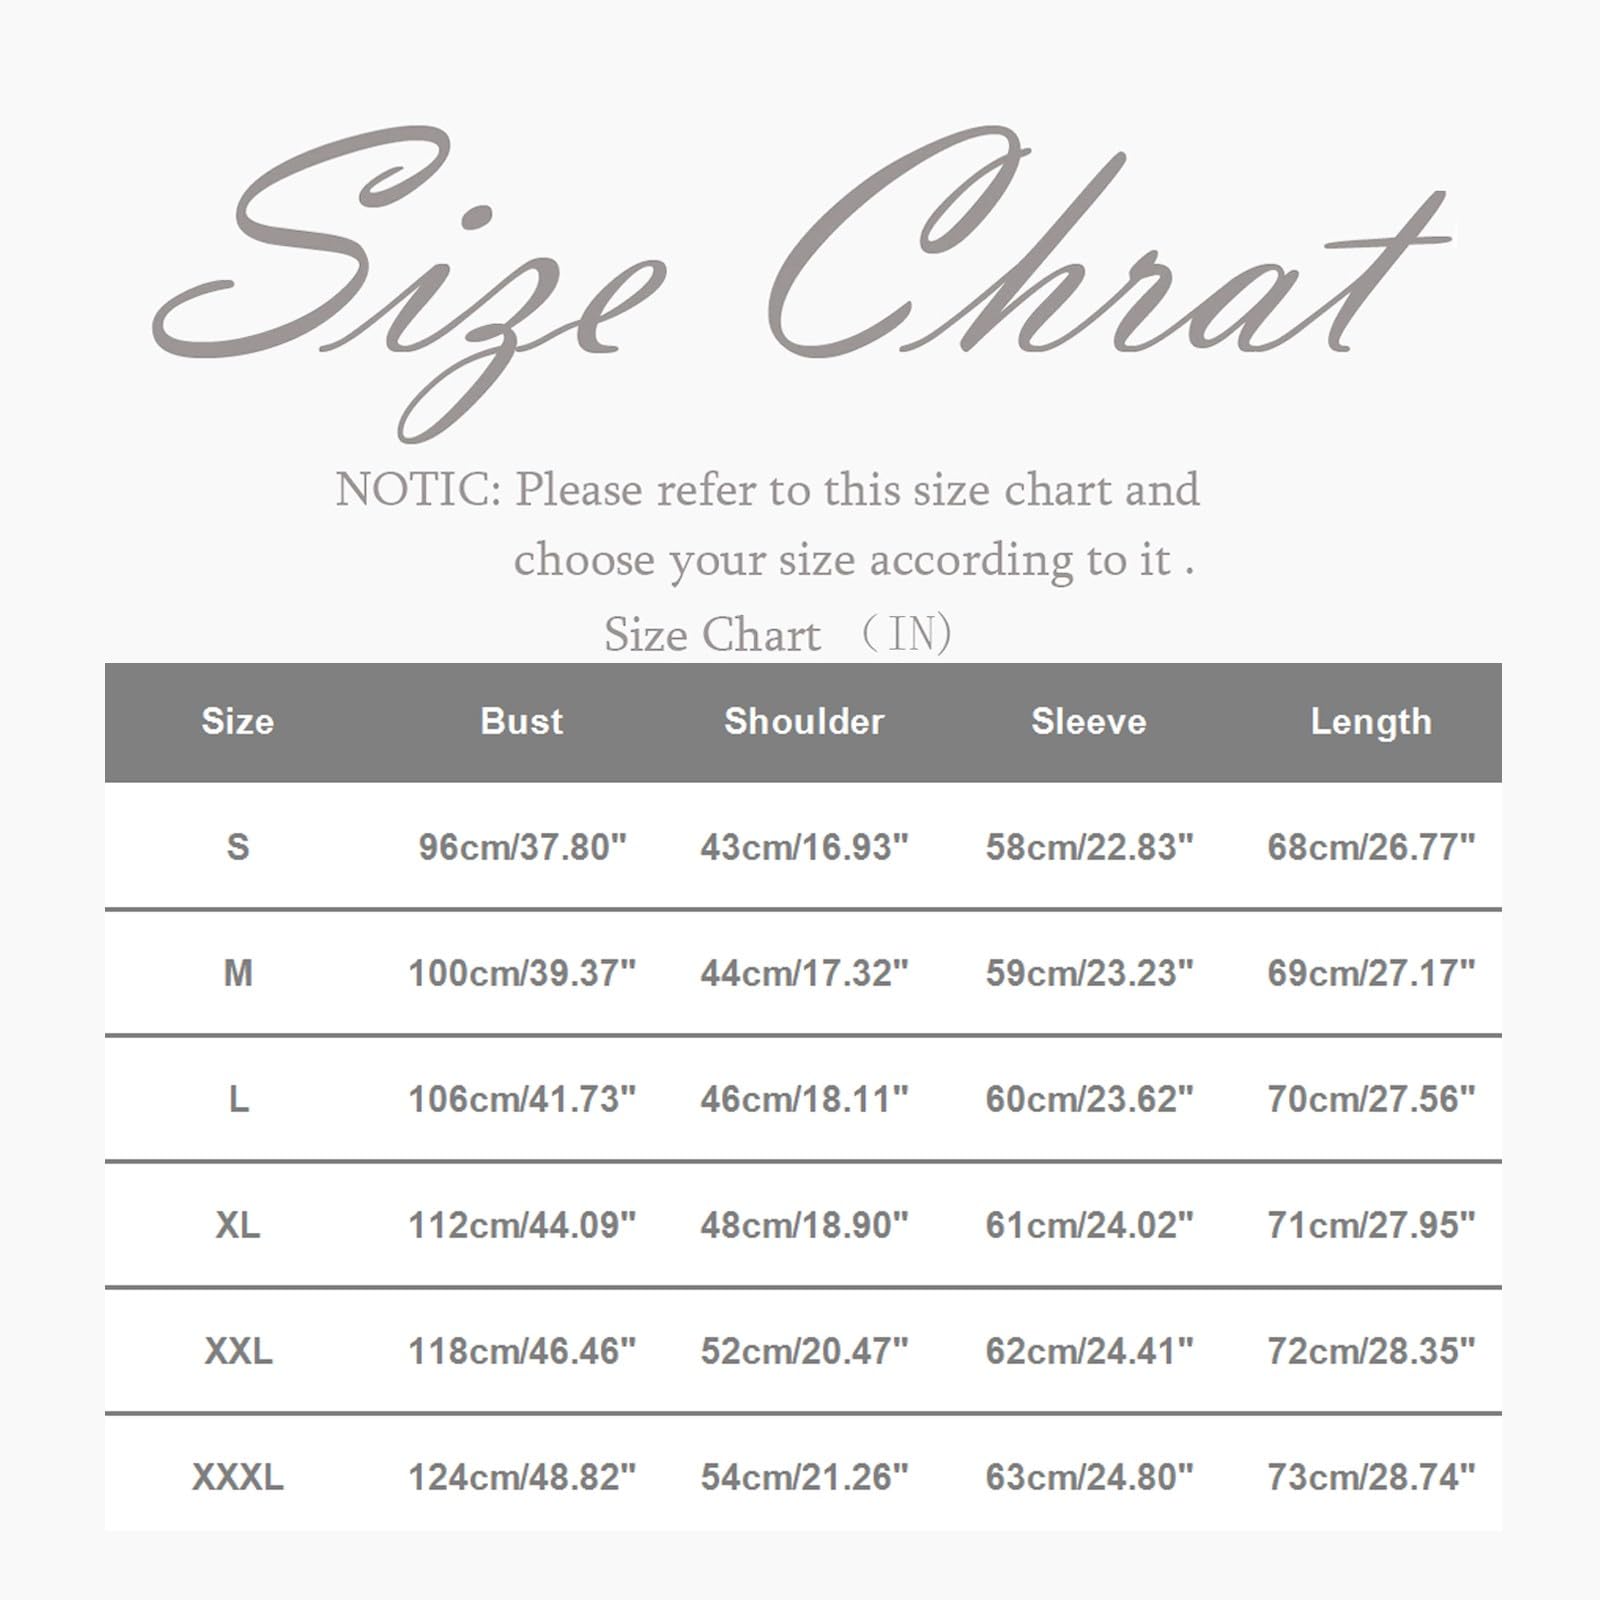 Size Chrat
NOTIC: Please refer to this size chart and
choose your size according to it .
Size Chart （IN)
Size Bust Shoulder Sleeve Length
S 96cm/37.80" 43cm/16.93" 58cm/22.83" 68cm/26.77"
M 100cm/39.37" 44cm/17.32" 59cm/23.23" 69cm/27.17"
L 106cm/41.73" 46cm/18.11" 60cm/23.62" 70cm/27.56"
XL 112cm/44.09" 48cm/18.90" 61cm/24.02" 71cm/27.95"
XXL 118cm/46.46" 52cm/20.47" 62cm/24.41" 72cm/28.35"
XXXL 124cm/48.82" 54cm/21.26" 63cm/24.80" 73cm/28.74"